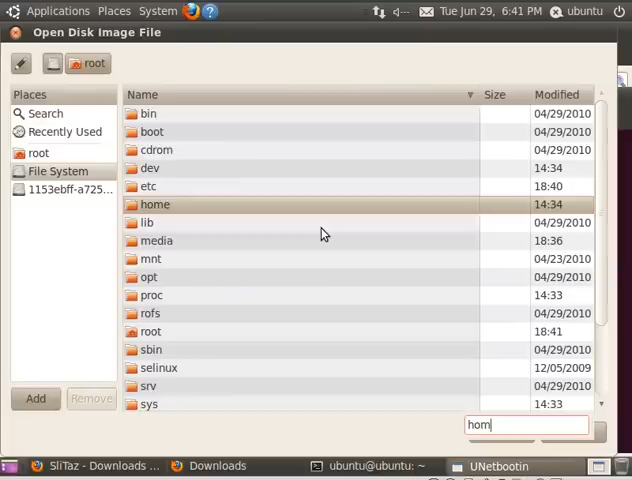 Applications Places System Tue Jun 29, 6:41 PM ubuntu
Open Disk Image File
root
Places Name Size Modified
Search bin 04/29/2010
Recently Used boot 04/29/2010
root cdrom 04/29/2010
File System dev 14:34
1153ebff-a725... etc 18:40
home 14:34
lib 04/29/2010
media 18:36
mnt 04/23/2010
opt 04/29/2010
proc 14:33
rofs 04/29/2010
root 18:41
sbin 04/29/2010
selinux 12/05/2009
Add Remove srv 04/29/2010
sys 14:33
hom
SliTaz - Downloads ... Downloads ubuntu@ubuntu: ~ UNetbootin